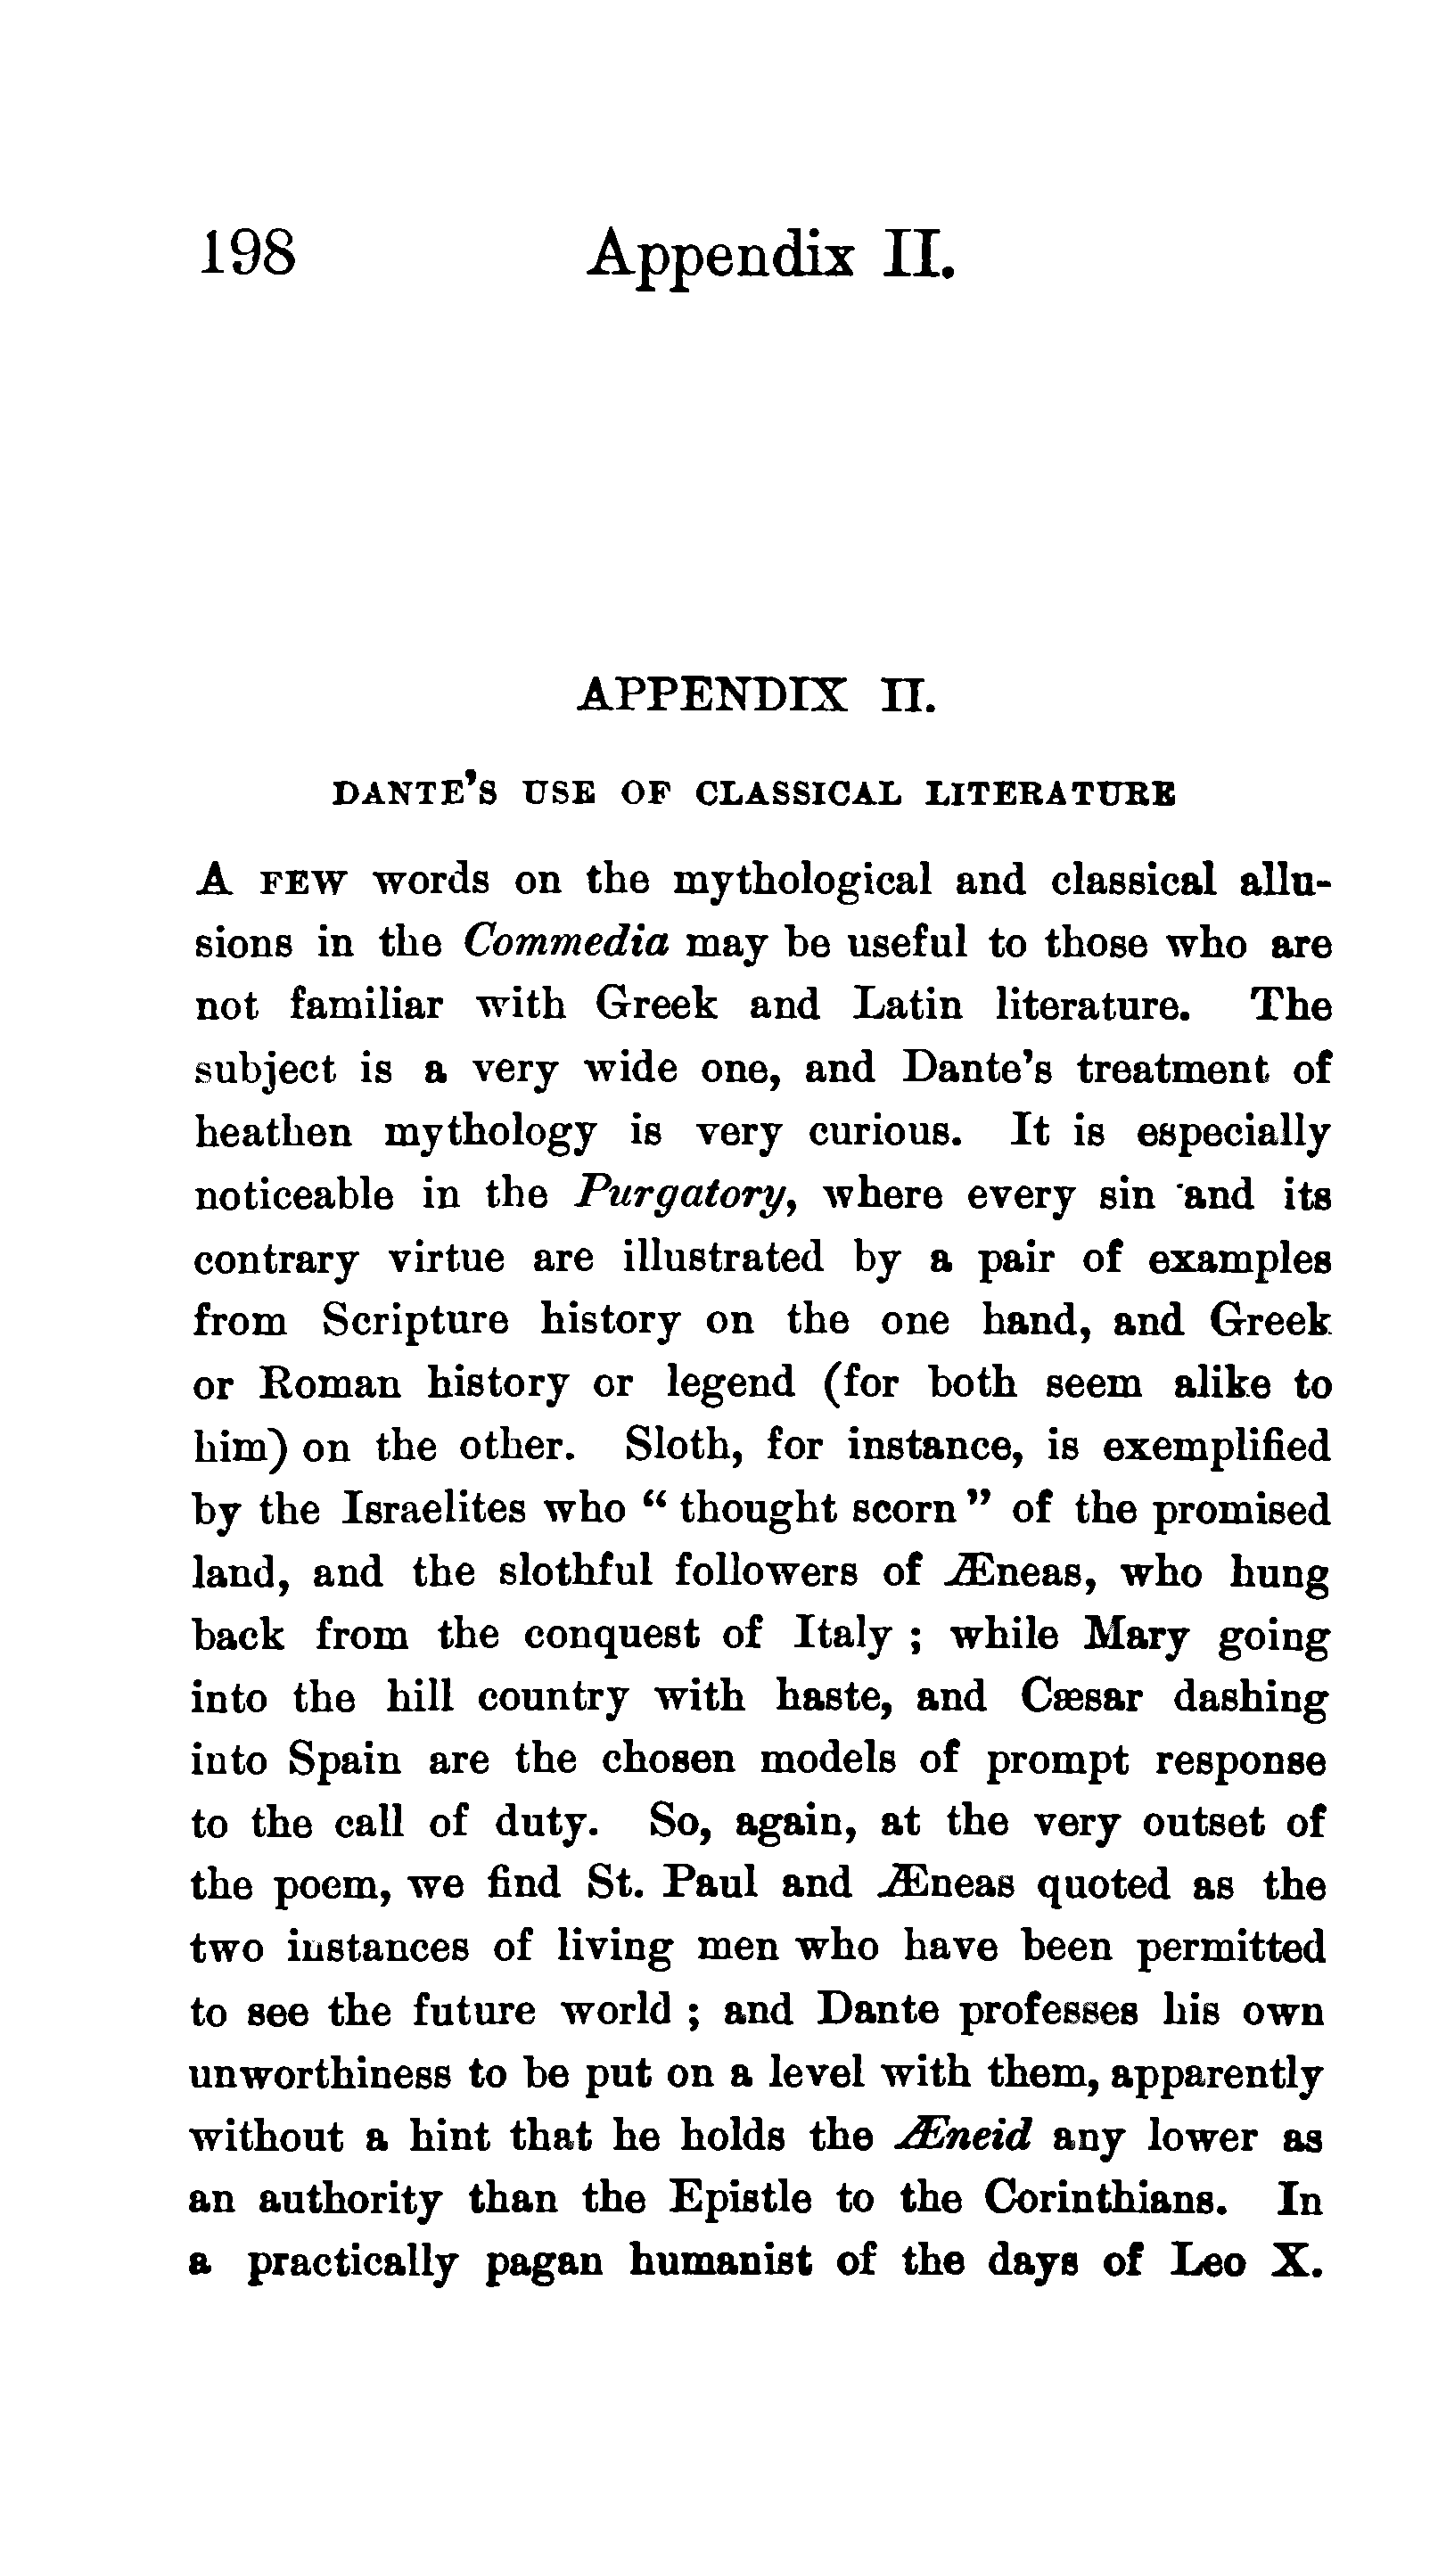 198 Appendix II.
APPENDIX II.
DANTE'S USE OF CLASSICAL LITERATURE
A FEW words on the mythological and classical allu-
sions in the Commedia may be useful to those who are
not familiar with Greek and Latin literature. The
subject is a very wide one, and Dante's treatment of
heathen mythology is very curious. It is especially
noticeable in the Purgatory, where every sin and its
contrary virtue are illustrated by a pair of examples
from Scripture history on the one hand, and Greek
or Roman history or legend (for both seem alike to
him) on the other. Sloth, for instance, is exemplified
by the Israelites who “ thought scorn ” of the promised
land, and the slothful followers of Æneas, who hung
back from the conquest of Italy ; while Mary going
into the hill country with haste, and Cæsar dashing
into Spain are the chosen models of prompt response
to the call of duty. So, again, at the very outset of
the poem, we find St. Paul and Æneas quoted as the
two instances of living men who have been permitted
to see the future world ; and Dante professes his own
unworthiness to be put on a level with them, apparently
without a hint that he holds the Æneid any lower as
an authority than the Epistle to the Corinthians. In
a practically pagan humanist of the days of Leo X.